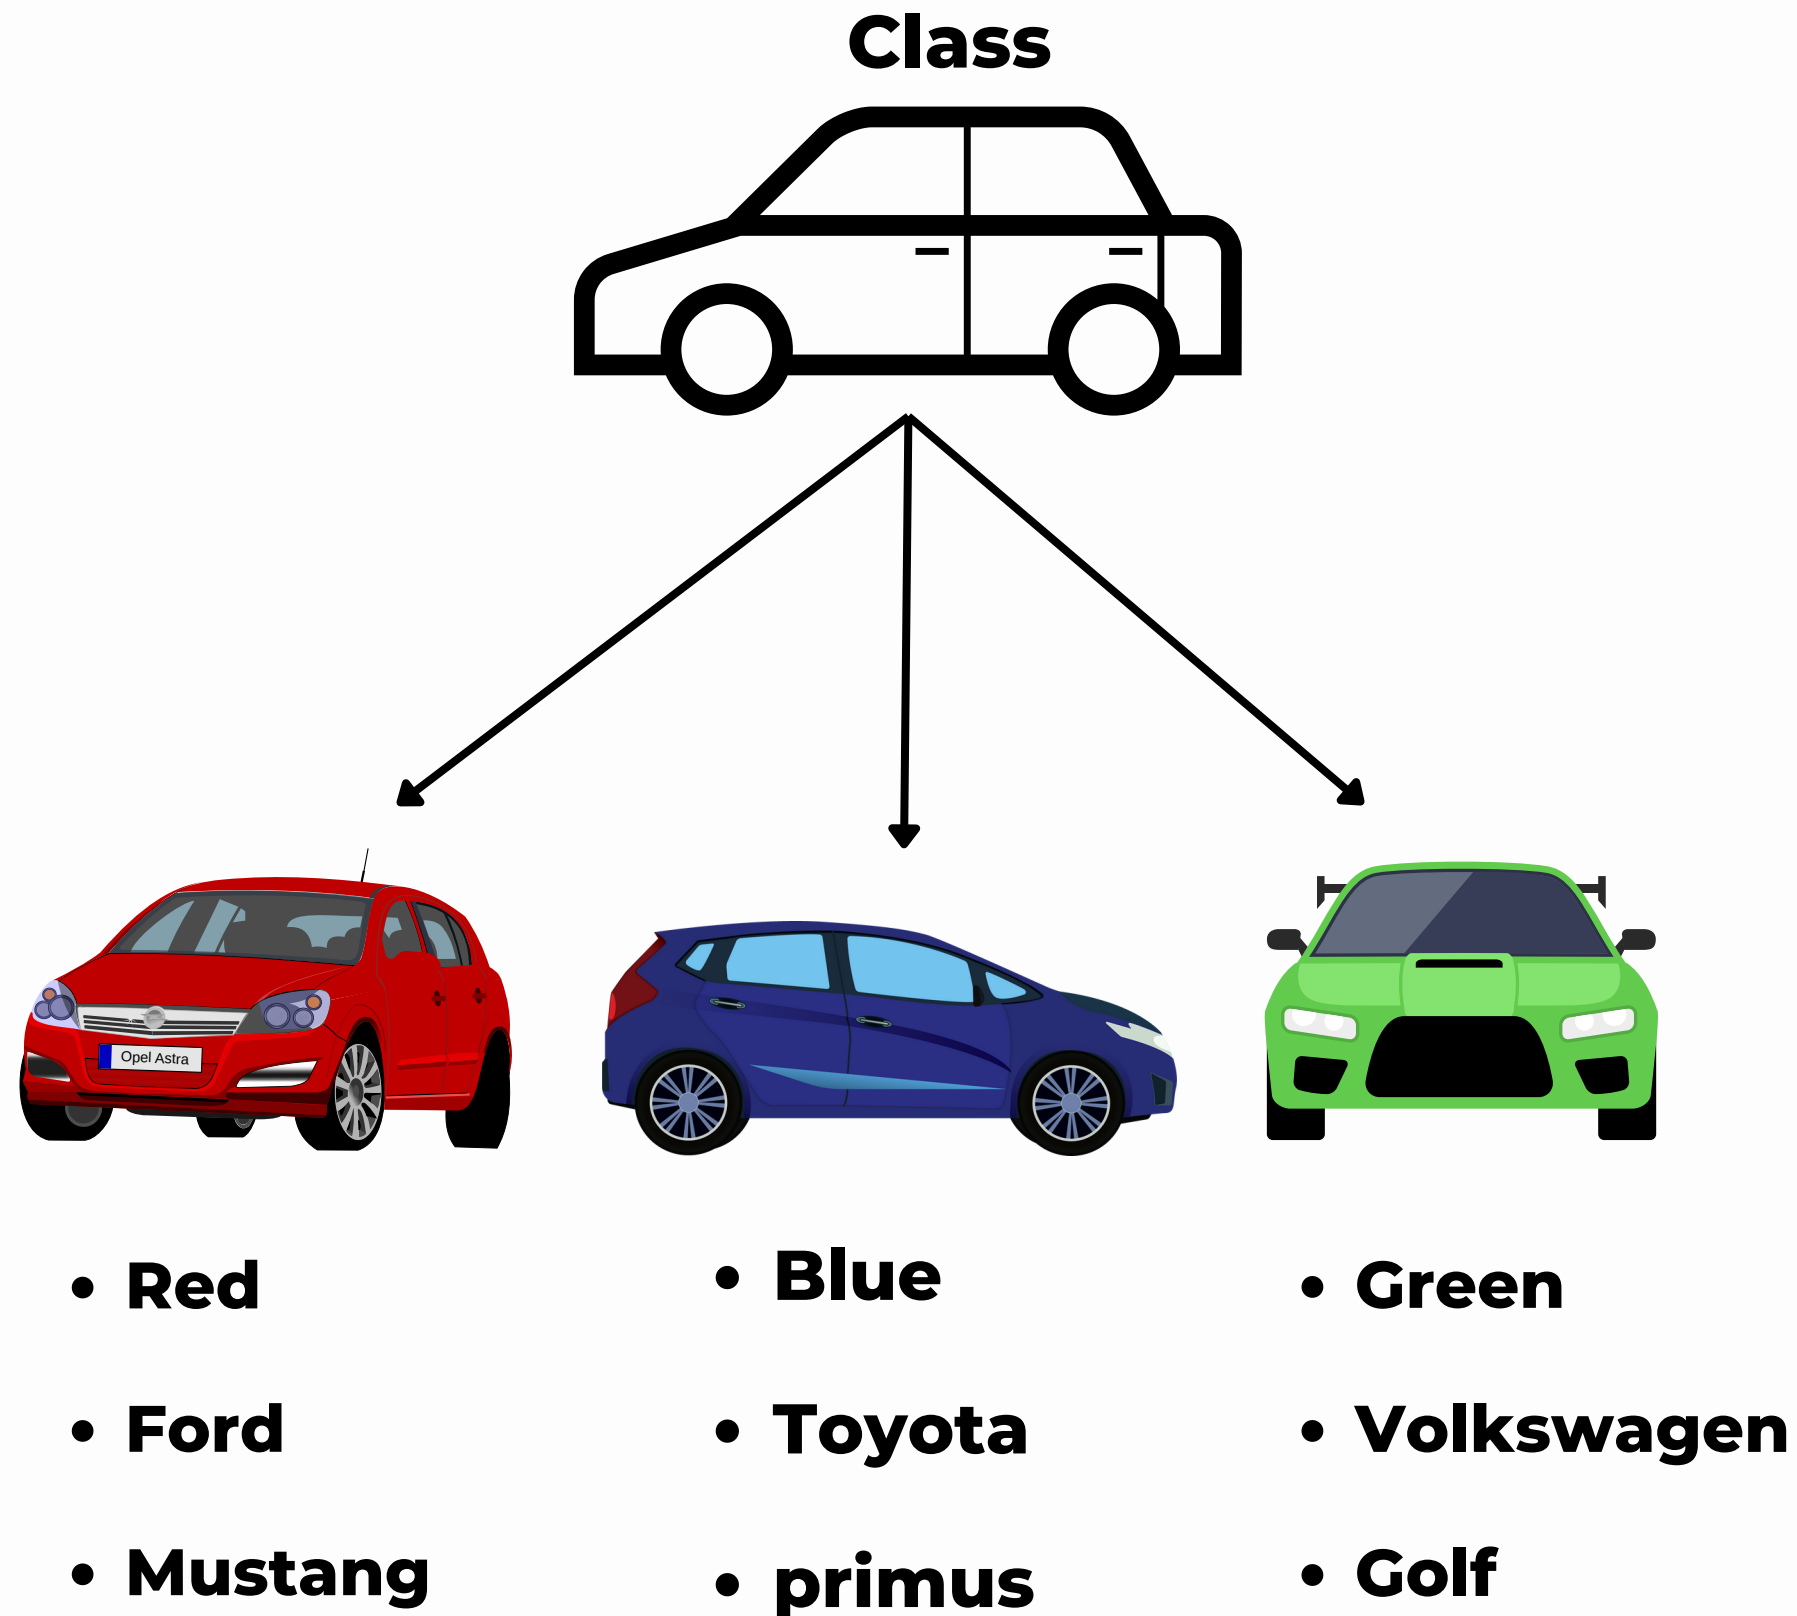 Class
Opel Astra
• Red
• Ford
• Mustang
• Blue
• Toyota
• primus
• Green
• Volkswagen
• Golf